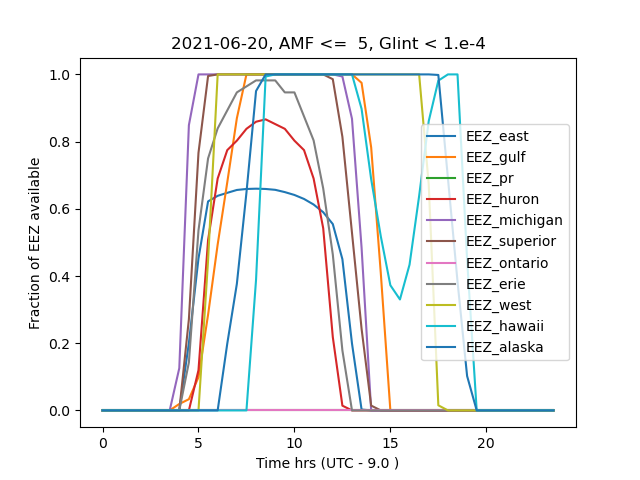 2021-06-20, AMF <=  5, Glint < 1.e-4
Fraction of EEZ available
1.0
0.8
0.6
0.4
0.2
0.0
EEZ_east
EEZ_gulf
EEZ_pr
EEZ_huron
EEZ_michigan
EEZ_superior
EEZ_ontario
EEZ_erie
EEZ_west
EEZ_hawaii
EEZ_alaska
0 5 10 15 20
Time hrs (UTC - 9.0 )